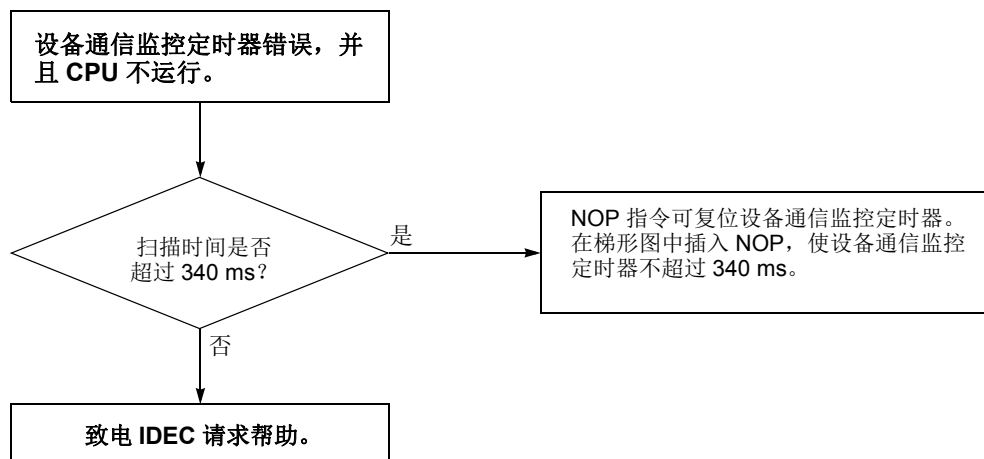 设备通信监控定时器错误，并
且 CPU 不运行。
扫描时间是否
超过 340 ms？
是
NOP 指令可复位设备通信监控定时器。
在梯形图中插入 NOP，使设备通信监控
定时器不超过 340 ms。
否
致电 IDEC 请求帮助。